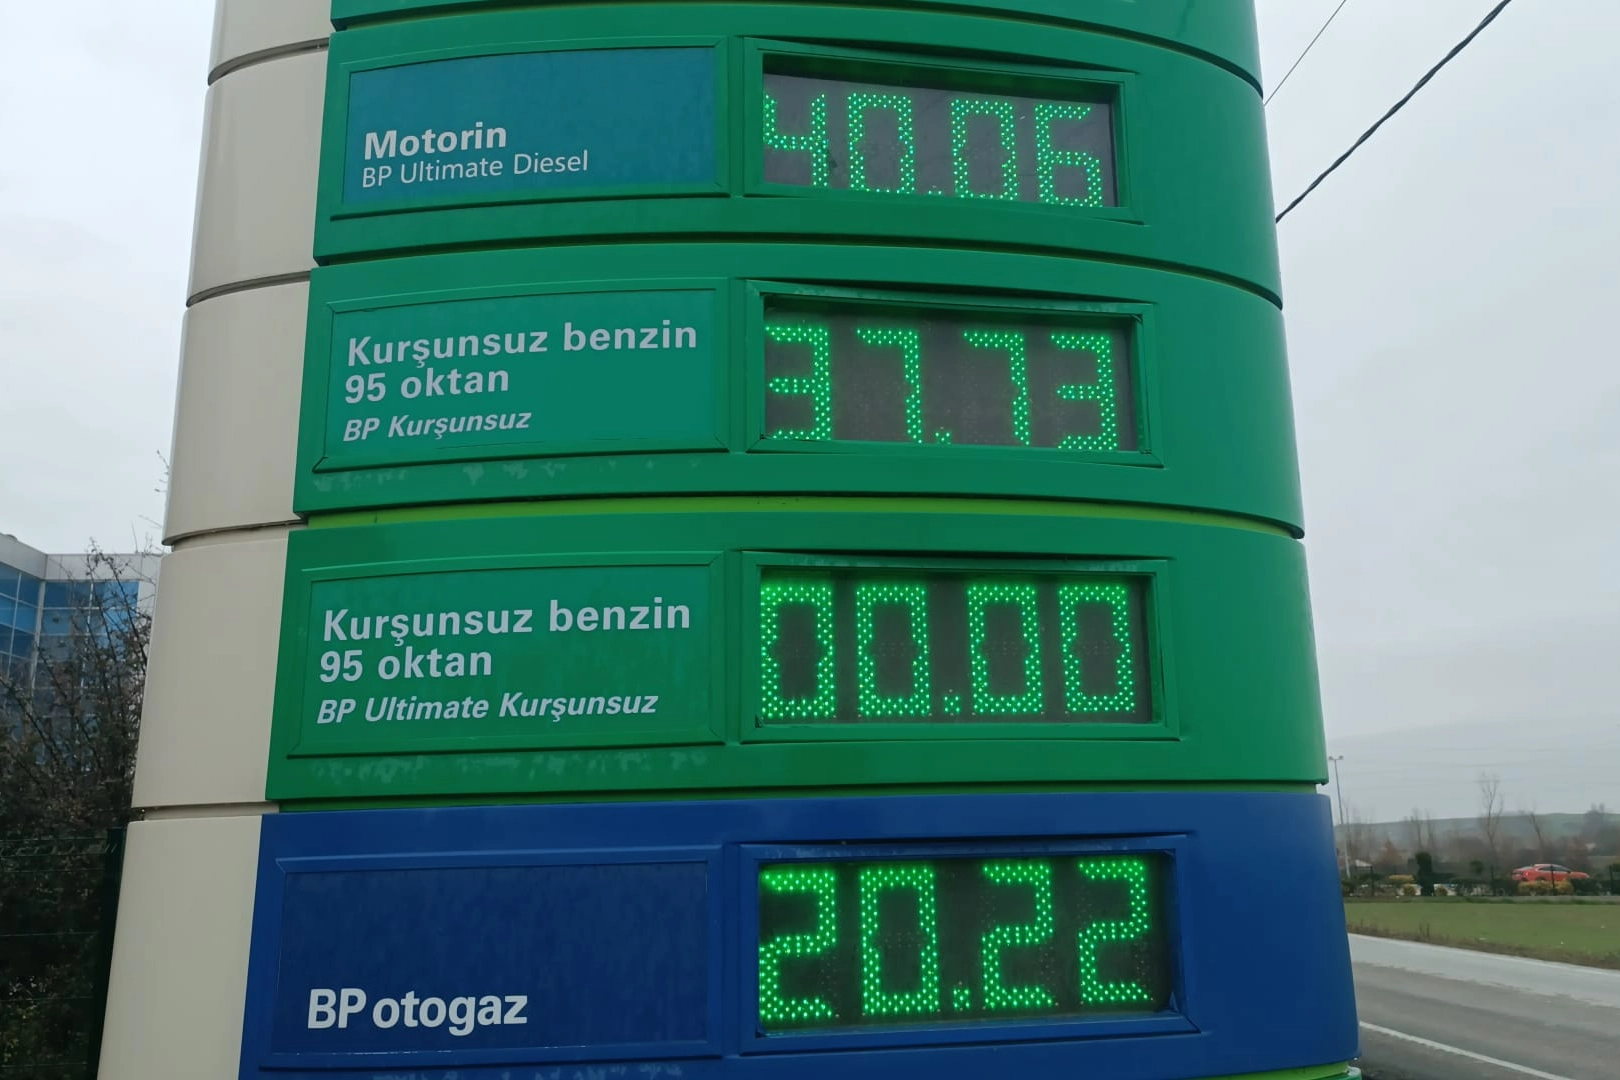 Motorin
BP Ultimate Diesel
40.06
Kurşunsuz benzin
95 oktan
BP Kurşunsuz
37.73
Kurşunsuz benzin
95 oktan
BP Ultimate Kurşunsuz
00.00
BP otogaz
20.22